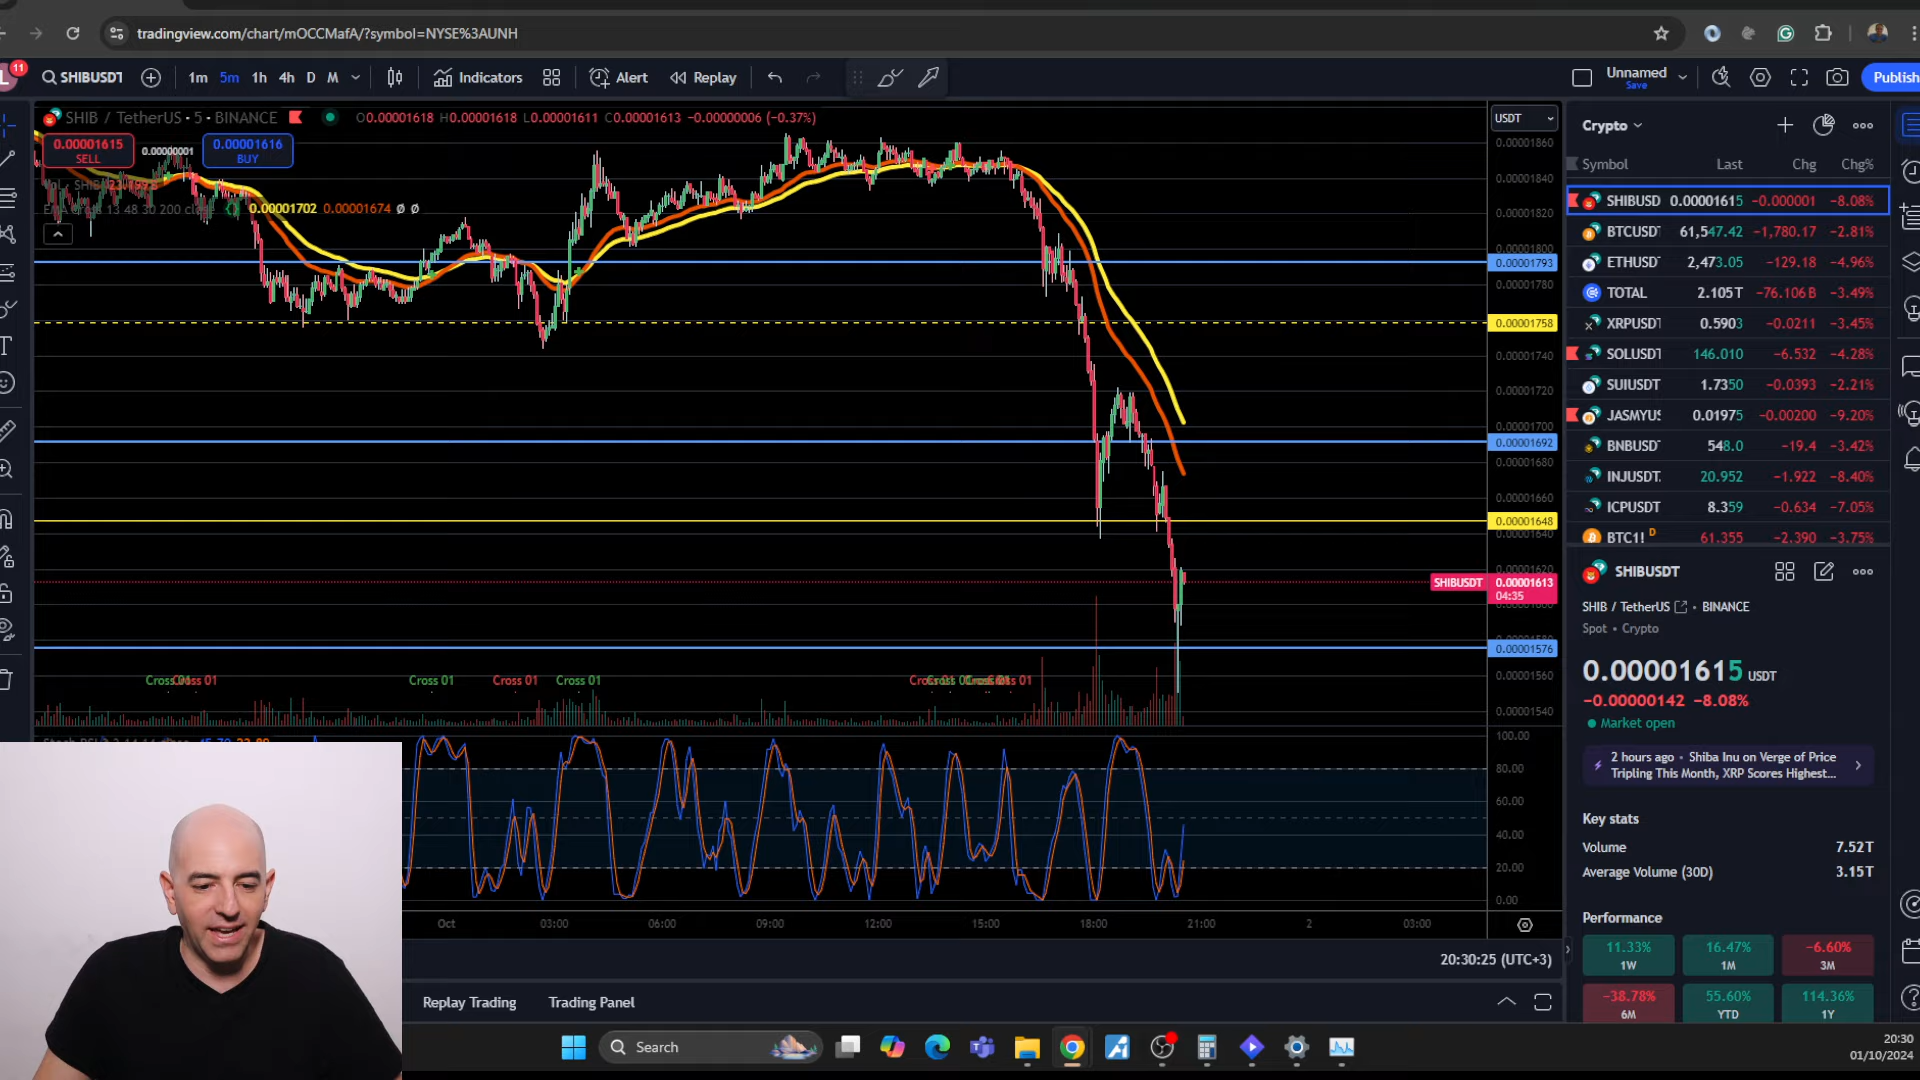 tradingview.com/chart/mOCCMafA/?symbol=NYSE%3AUNH
11
SHIBUSDT
1m 5m 1h 4h D M
Indicators
Alert
Replay
Unnamed
Save
Publish
SHIB / TetherUS · 5 · BINANCE
O0.00001618 H0.00001618 L0.00001611 C0.00001613 −0.00000006 (−0.37%)
0.00001615
SELL
0.00000001
0.00001616
BUY
Vol · SHIB
EMA Cross 13 48 30 200 close 0.00001702 0.00001674 Ø Ø
USDT
0.00001860
0.00001840
0.00001820
0.00001800
0.00001793
0.00001780
0.00001758
0.00001740
0.00001720
0.00001700
0.00001692
0.00001680
0.00001660
0.00001648
0.00001640
0.00001620
SHIBUSDT 0.00001613
04:35
0.00001600
0.00001576
0.00001560
0.00001540
Cross 01
Cross 01
Cross 01
Cross 01
Cross 01
100.00
80.00
60.00
40.00
20.00
0.00
Oct 03:00 06:00 09:00 12:00 15:00 18:00 21:00 2 03:00
20:30:25 (UTC+3)
Replay Trading Trading Panel
Crypto
Symbol Last Chg Chg%
SHIBUSD 0.00001615 −0.000001 −8.08%
BTCUSDT 61,547.42 −1,780.17 −2.81%
ETHUSD 2,473.05 −129.18 −4.96%
TOTAL 2.105T −76.106B −3.49%
XRPUSDT 0.5903 −0.0211 −3.45%
SOLUSDT 146.010 −6.532 −4.28%
SUIUSDT 1.7350 −0.0393 −2.21%
JASMYUS 0.01975 −0.00200 −9.20%
BNBUSD 548.0 −19.4 −3.42%
INJUSDT 20.952 −1.922 −8.40%
ICPUSDT 8.359 −0.634 −7.05%
BTC1! D 61,355 −2,390 −3.75%
SHIBUSDT
SHIB / TetherUS • BINANCE
Spot • Crypto
0.00001615 USDT
−0.00000142 −8.08%
Market open
2 hours ago • Shiba Inu on Verge of Price
Tripling This Month, XRP Scores Highest...
Key stats
Volume 7.52T
Average Volume (30D) 3.15T
Performance
11.33% 16.47% −6.60%
1W 1M 3M
−38.78% 55.60% 114.36%
6M YTD 1Y
Search
20:30
01/10/2024